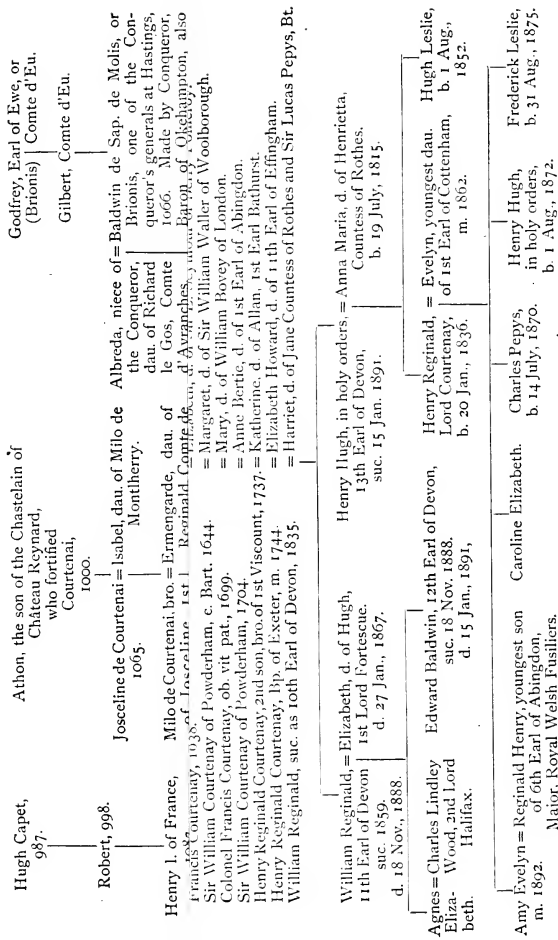 Hugh Capet,
987.
Athon, the son of the Chastelain of
Château Reynard,
who fortified
Courtenai,
1000.
Godfrey, Earl of Ewe, or
(Brionis) Comte d'Eu.
Gilbert, Comte d'Eu.
Robert, 998.
Josceline de Courtenai = Isabel, dau. of Milo de
1065. Montlherry.
Albreda, niece of = Baldwin de Sap. de Molis, or
the Conqueror, Brionis, one of the Con-
dau. of Richard queror's generals at Hastings,
le Gos, Comte 1066. Made by Conqueror,
d'Avranches, Baron of Okehampton, also
Henry I. of France, Milo de Courtenai, bro. = Ermengarde, dau. of
of Josceline 1st Reginald Comte de
Francis Courtenay, 1638.
Sir William Courtenay of Powderham, c. Bart. 1644 = Margaret, d. of Sir William Waller of Woolborough.
Colonel Francis Courtenay, ob. vit pat., 1699. = Mary, d. of William Bovey of London.
Sir William Courtenay of Powderham, 1704. = Anne Bertie, d. of 1st Earl of Abingdon.
Henry Reginald Courtenay, 2nd son, bro. of 1st Viscount, 1737. = Katherine, d. of Allan, 1st Earl Bathurst.
Henry Reginald Courtenay, Bp. of Exeter, m. 1744. = Elizabeth Howard, d. of 11th Earl of Effingham.
William Reginald, suc. as 10th Earl of Devon, 1835. = Harriet, d. of Jane Countess of Rothes and Sir Lucas Pepys, Bt.
William Reginald, = Elizabeth, d. of Hugh,
11th Earl of Devon 1st Lord Fortescue.
suc. 1859. d. 27 Jan., 1867.
d. 18 Nov., 1888.
Henry Hugh, in holy orders, = Anna Maria, d. of Henrietta,
13th Earl of Devon, Countess of Rothes.
suc. 15 Jan. 1891. b. 19 July, 1815.
Agnes = Charles Lindley
Eliza- Wood, 2nd Lord
beth. Halifax.
Edward Baldwin, 12th Earl of Devon,
suc. 18 Nov. 1888.
d. 15 Jan., 1891,
Henry Reginald, = Evelyn, youngest dau.
Lord Courtenay, of 1st Earl of Cottenham,
b. 20 Jan., 1836. m. 1862.
Hugh Leslie,
b. 1 Aug.,
1852.
Amy Evelyn = Reginald Henry, youngest son
m. 1892. of 6th Earl of Abingdon,
Major, Royal Welsh Fusiliers.
Caroline Elizabeth.
Charles Pepys,
b. 14 July, 1870.
Henry Hugh,
in holy orders,
b. 1 Aug., 1872.
Frederick Leslie,
b. 31 Aug., 1875.